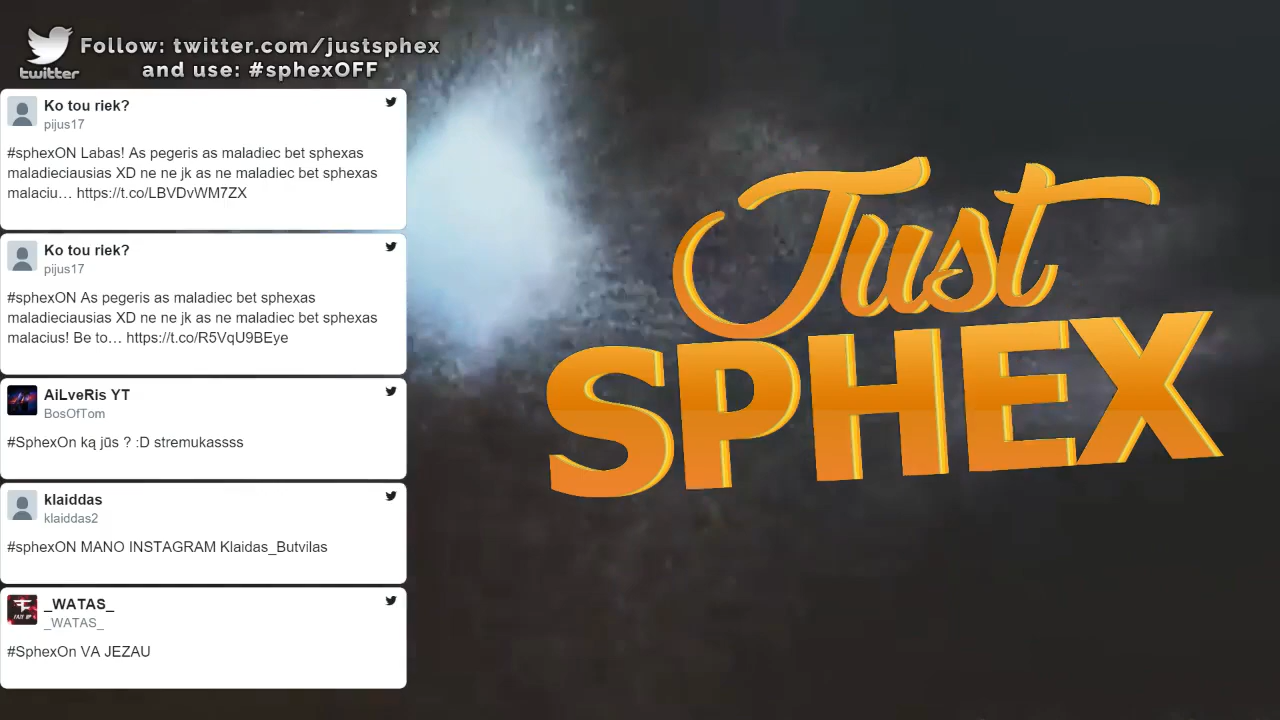 Follow: twitter.com/justsphex
twitter
and use: #sphexOFF
Ko tou riek?
pijus17
#sphexON Labas! As pegeris as maladiec bet sphexas
maladieciausias XD ne ne jk as ne maladiec bet sphexas
malaciu… https://t.co/LBVDvWM7ZX
Ko tou riek?
pijus17
#sphexON As pegeris as maladiec bet sphexas
maladieciausias XD ne ne jk as ne maladiec bet sphexas
malacius! Be to… https://t.co/R5VqU9BEye
AiLveRis YT
BosOfTom
#SphexOn ką jūs ? :D stremukassss
klaiddas
klaiddas2
#sphexON MANO INSTAGRAM Klaidas_Butvilas
_WATAS_
_WATAS_
#SphexOn VA JEZAU
Just
SPHEX